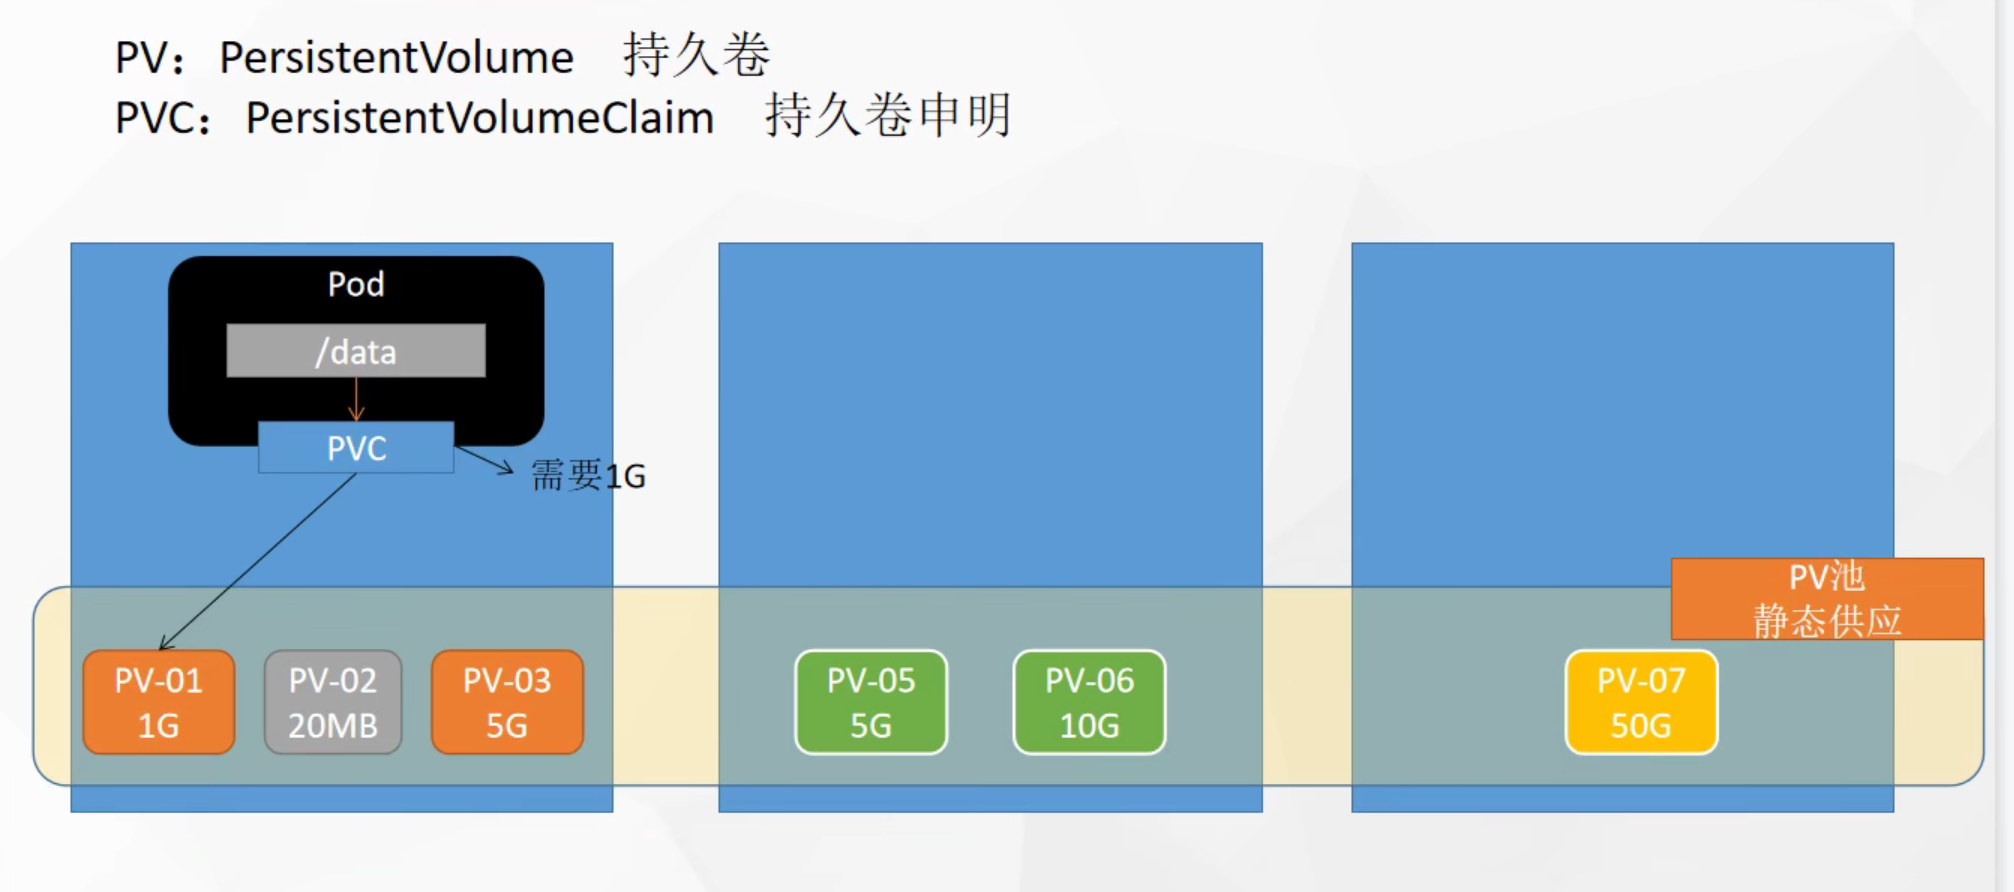 PV：PersistentVolume 持久卷
PVC：PersistentVolumeClaim 持久卷申明
Pod
/data
PVC
需要1G
PV池
静态供应
PV-01
1G
PV-02
20MB
PV-03
5G
PV-05
5G
PV-06
10G
PV-07
50G